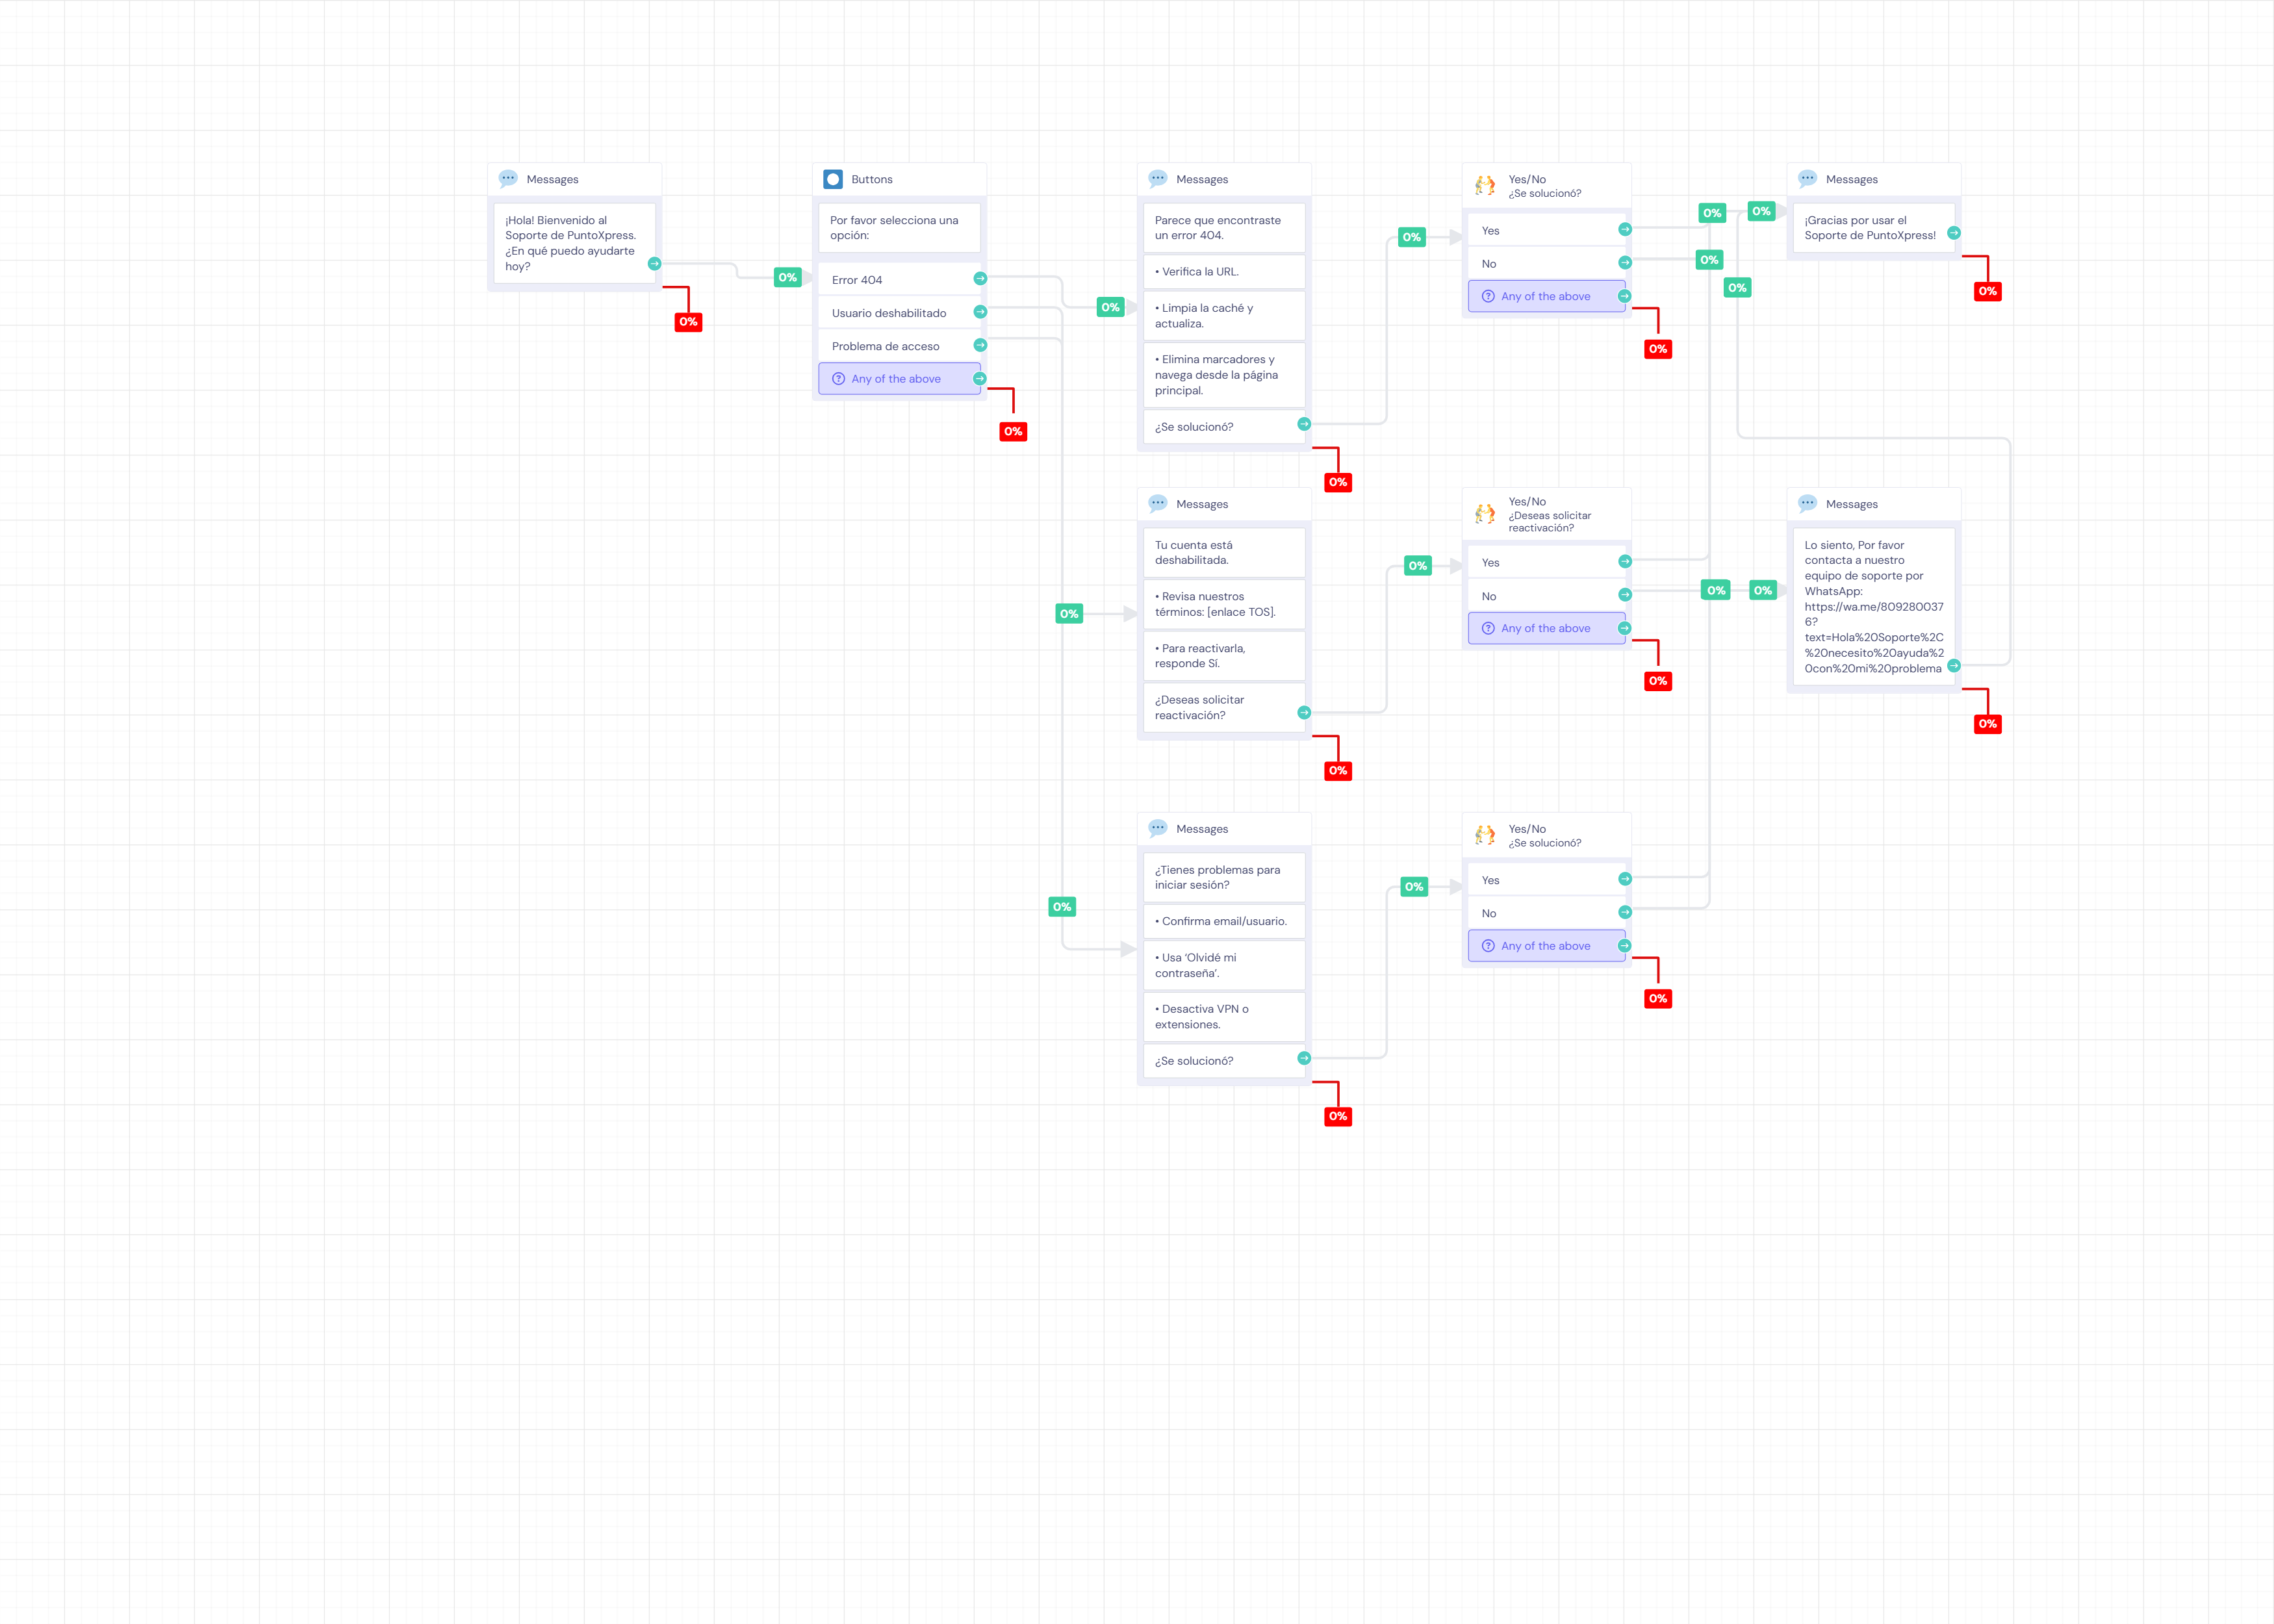 Messages
¡Hola! Bienvenido al
Soporte de PuntoXpress.
¿En qué puedo ayudarte
hoy?
0%
0%
Buttons
Por favor selecciona una
opción:
Error 404
Usuario deshabilitado
Problema de acceso
Any of the above
0%
0%
0%
0%
Messages
Parece que encontraste
un error 404.
• Verifica la URL.
• Limpia la caché y
actualiza.
• Elimina marcadores y
navega desde la página
principal.
¿Se solucionó?
0%
0%
Yes/No
¿Se solucionó?
Yes
No
Any of the above
0%
0%
0%
0%
0%
Messages
¡Gracias por usar el
Soporte de PuntoXpress!
0%
Messages
Tu cuenta está
deshabilitada.
• Revisa nuestros
términos: [enlace TOS].
• Para reactivarla,
responde Sí.
¿Deseas solicitar
reactivación?
0%
0%
Yes/No
¿Deseas solicitar
reactivación?
Yes
No
Any of the above
0%
0%
0%
Messages
Lo siento, Por favor
contacta a nuestro
equipo de soporte por
WhatsApp:
https://wa.me/809280037
6?
text=Hola%20Soporte%2C
%20necesito%20ayuda%2
0con%20mi%20problema
0%
Messages
¿Tienes problemas para
iniciar sesión?
• Confirma email/usuario.
• Usa ‘Olvidé mi
contraseña’.
• Desactiva VPN o
extensiones.
¿Se solucionó?
0%
0%
Yes/No
¿Se solucionó?
Yes
No
Any of the above
0%